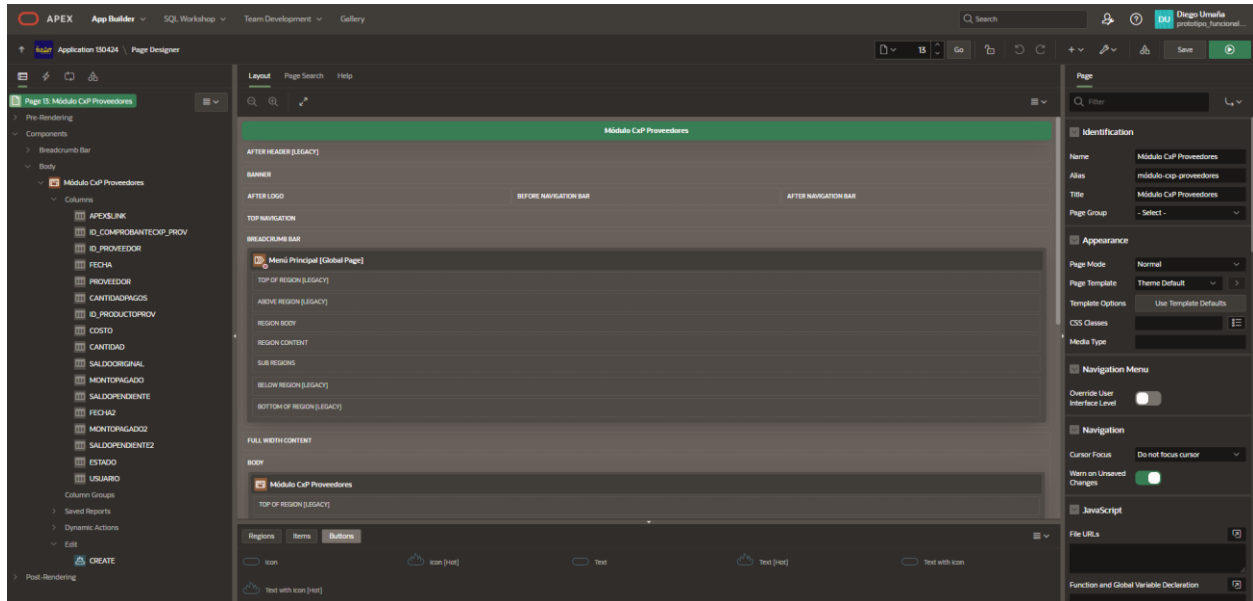 APEX App Builder SQL Workshop Team Development Gallery Search Diego Umaña
DU prototipo_funcional...
Application 150424 \ Page Designer 13 Go Save
Layout Page Search Help
Page
Page 13: Módulo CxP Proveedores
Pre-Rendering
Components
Breadcrumb Bar
Body
Módulo CxP Proveedores
Columns
APEX$LINK
ID_COMPROBANTECXP_PROV
ID_PROVEEDOR
FECHA
PROVEEDOR
CANTIDADPAGOS
ID_PRODUCTOPROV
COSTO
CANTIDAD
SALDOORIGINAL
MONTOPAGADO
SALDOPENDIENTE
FECHA2
MONTOPAGADO2
SALDOPENDIENTE2
ESTADO
USUARIO
Column Groups
Saved Reports
Dynamic Actions
Edit
CREATE
Post-Rendering
Módulo CxP Proveedores
AFTER HEADER [LEGACY]
BANNER
AFTER LOGO BEFORE NAVIGATION BAR AFTER NAVIGATION BAR
TOP NAVIGATION
BREADCRUMB BAR
Menú Principal [Global Page]
TOP OF REGION [LEGACY]
ABOVE REGION [LEGACY]
REGION BODY
REGION CONTENT
SUB REGIONS
BELOW REGION [LEGACY]
BOTTOM OF REGION [LEGACY]
FULL WIDTH CONTENT
BODY
Módulo CxP Proveedores
TOP OF REGION [LEGACY]
Regions Items Buttons
Icon Icon [Hot] Text Text [Hot] Text with Icon
Text with Icon [Hot]
Filter
Identification
Name Módulo CxP Proveedores
Alias módulo-cxp-proveedores
Title Módulo CxP Proveedores
Page Group - Select -
Appearance
Page Mode Normal
Page Template Theme Default
Template Options Use Template Defaults
CSS Classes
Media Type
Navigation Menu
Override User
Interface Level
Navigation
Cursor Focus Do not focus cursor
Warn on Unsaved
Changes
JavaScript
File URLs
Function and Global Variable Declaration